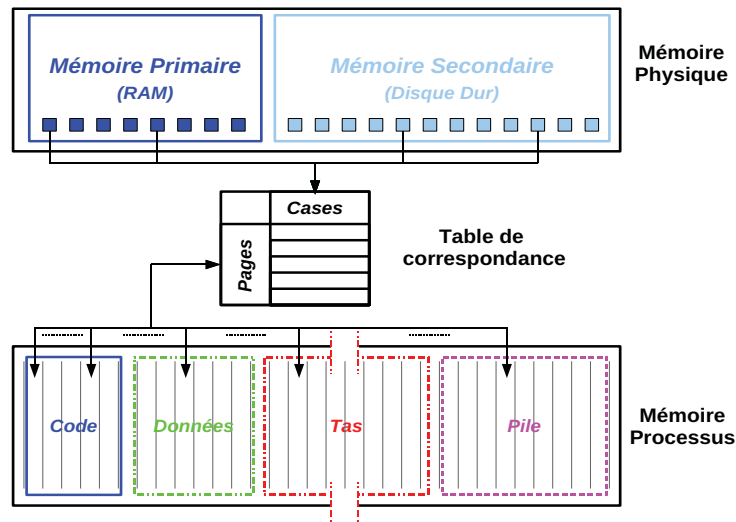 Mémoire Primaire
(RAM)
Mémoire Secondaire
(Disque Dur)
Mémoire
Physique
Cases
Pages
Table de
correspondance
Code
Données
Tas
Pile
Mémoire
Processus